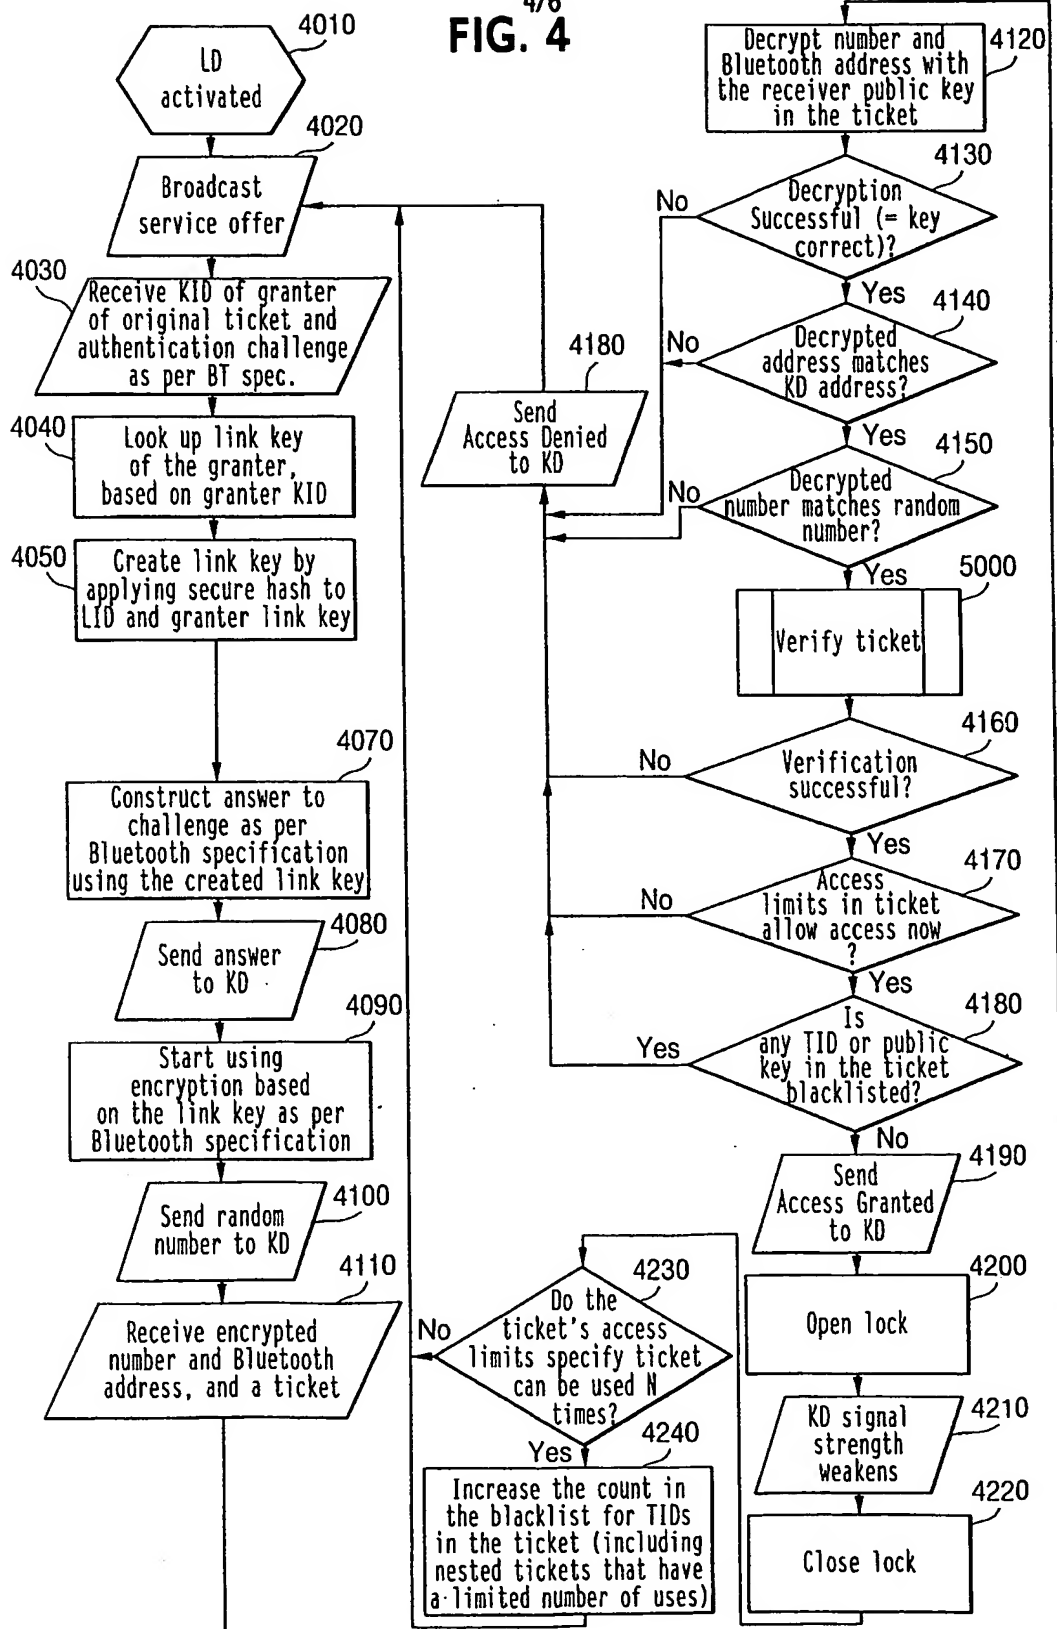 4/6
FIG. 4
4010
LD
activated
4020
Broadcast
service offer
4030
Receive KID of granter
of original ticket and
authentication challenge
as per BT spec.
4040
Look up link key
of the granter,
based on granter KID
4050
Create link key by
applying secure hash to
LID and granter link key
4070
Construct answer to
challenge as per
Bluetooth specification
using the created link key
4080
Send answer
to KD
4090
Start using
encryption based
on the link key as per
Bluetooth specification
4100
Send random
number to KD
4110
Receive encrypted
number and Bluetooth
address, and a ticket
4120
Decrypt number and
Bluetooth address with
the receiver public key
in the ticket
4130
Decryption
Successful (= key
correct)?
No
Yes
4140
Decrypted
address matches
KD address?
No
Yes
4150
Decrypted
number matches random
number?
No
Yes
4180
Send
Access Denied
to KD
5000
Verify ticket
4160
Verification
successful?
No
Yes
4170
Access
limits in ticket
allow access now
?
No
Yes
4180
Is
any TID or public
key in the ticket
blacklisted?
Yes
No
4190
Send
Access Granted
to KD
4200
Open lock
4210
KD signal
strength
weakens
4220
Close lock
4230
Do the
ticket's access
limits specify ticket
can be used N
times?
No
Yes
4240
Increase the count in
the blacklist for TIDs
in the ticket (including
nested tickets that have
a limited number of uses)